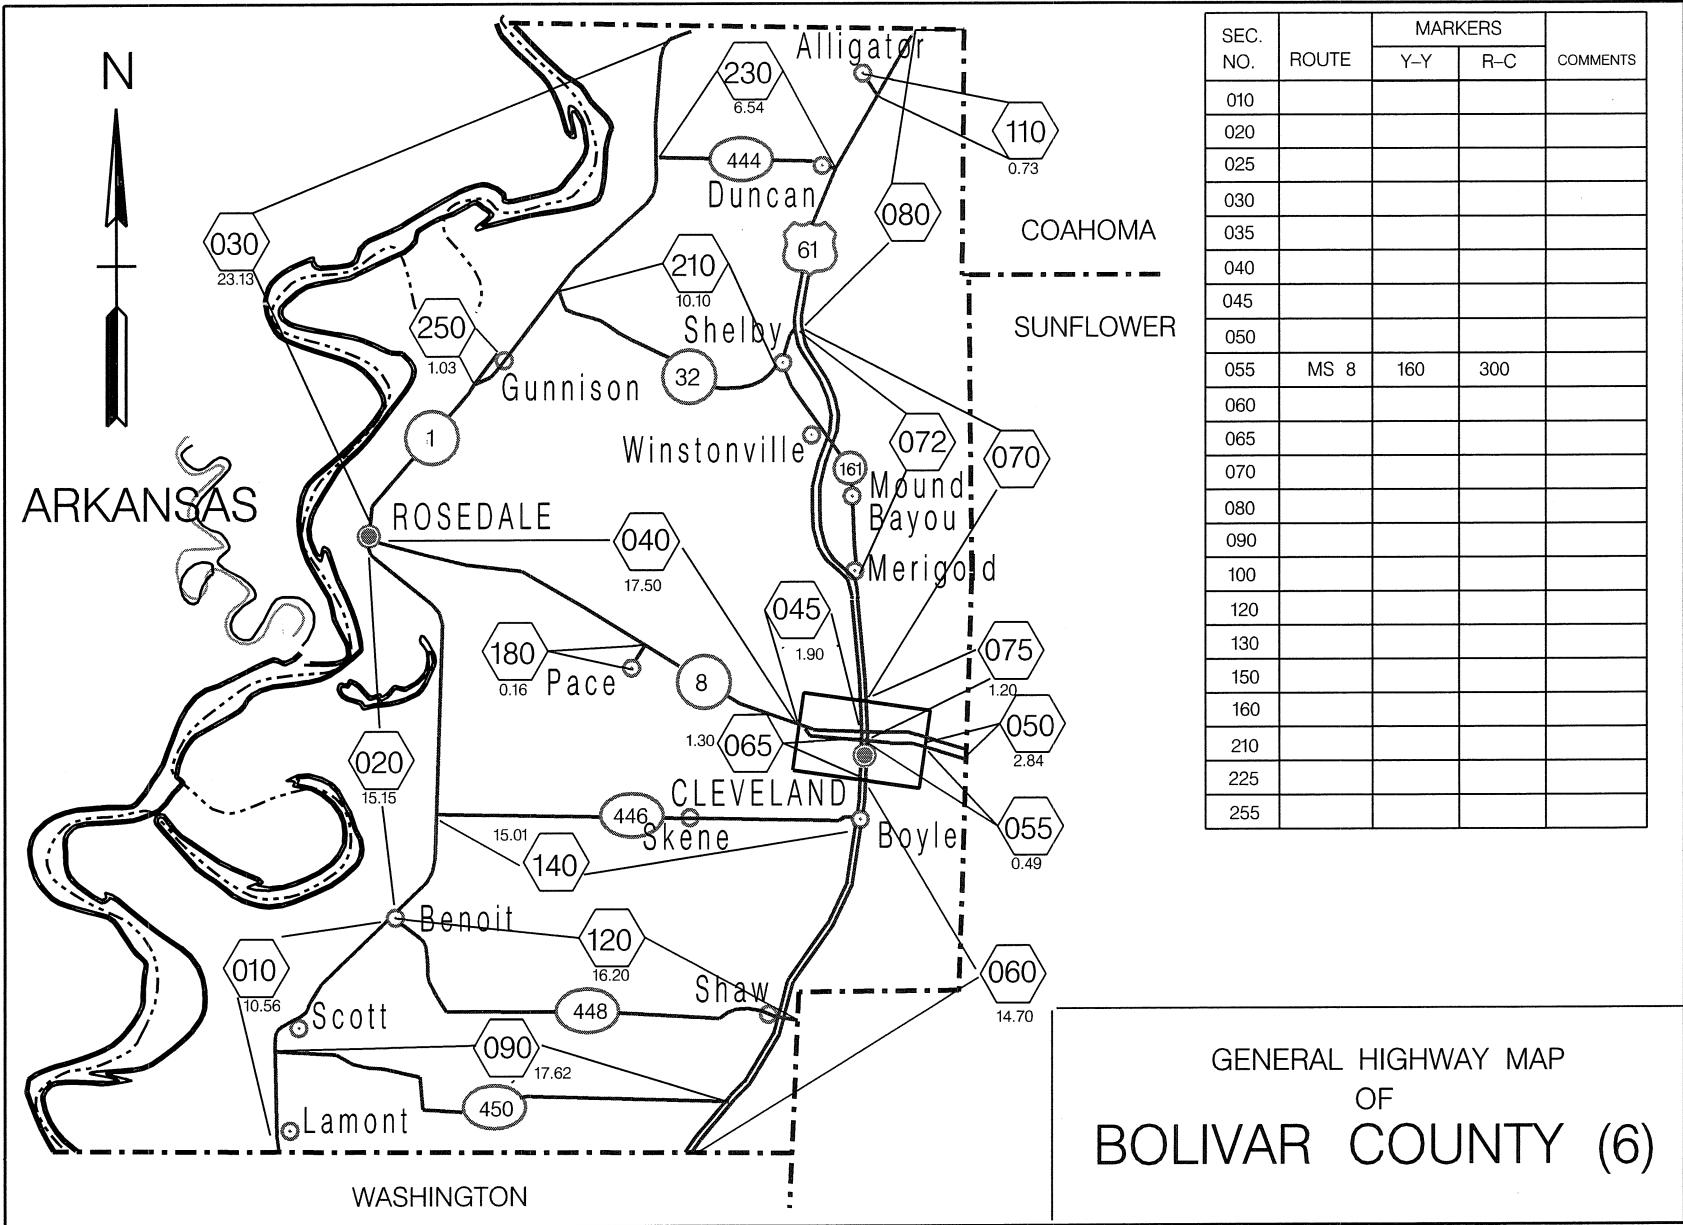 N
Alligator
230
6.54
110
0.73
444
Duncan
080
030
23.13
COAHOMA
61
210
10.10
250
1.03
Shelby
SUNFLOWER
32
Gunnison
1
Winstonville
072
070
161
Mound
Bayou
ARKANSAS
ROSEDALE
040
17.50
Merigold
045
1.90
180
0.16
Pace
8
075
1.20
1.30
065
050
2.84
020
15.15
CLEVELAND
446
Skene
15.01
140
Boyle
055
0.49
Benoit
120
16.20
010
10.56
Shaw
060
14.70
Scott
448
090
17.62
450
Lamont
WASHINGTON
SEC. NO. ROUTE MARKERS COMMENTS
Y-Y R-C
010
020
025
030
035
040
045
050
055 MS 8 160 300
060
065
070
080
090
100
120
130
150
160
210
225
255
GENERAL HIGHWAY MAP
OF
BOLIVAR COUNTY (6)